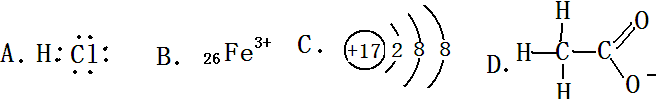 A. H:Cl: B. ₂₆Fe³⁺ C. +17 2 8 8 D. H H C C O O⁻ H